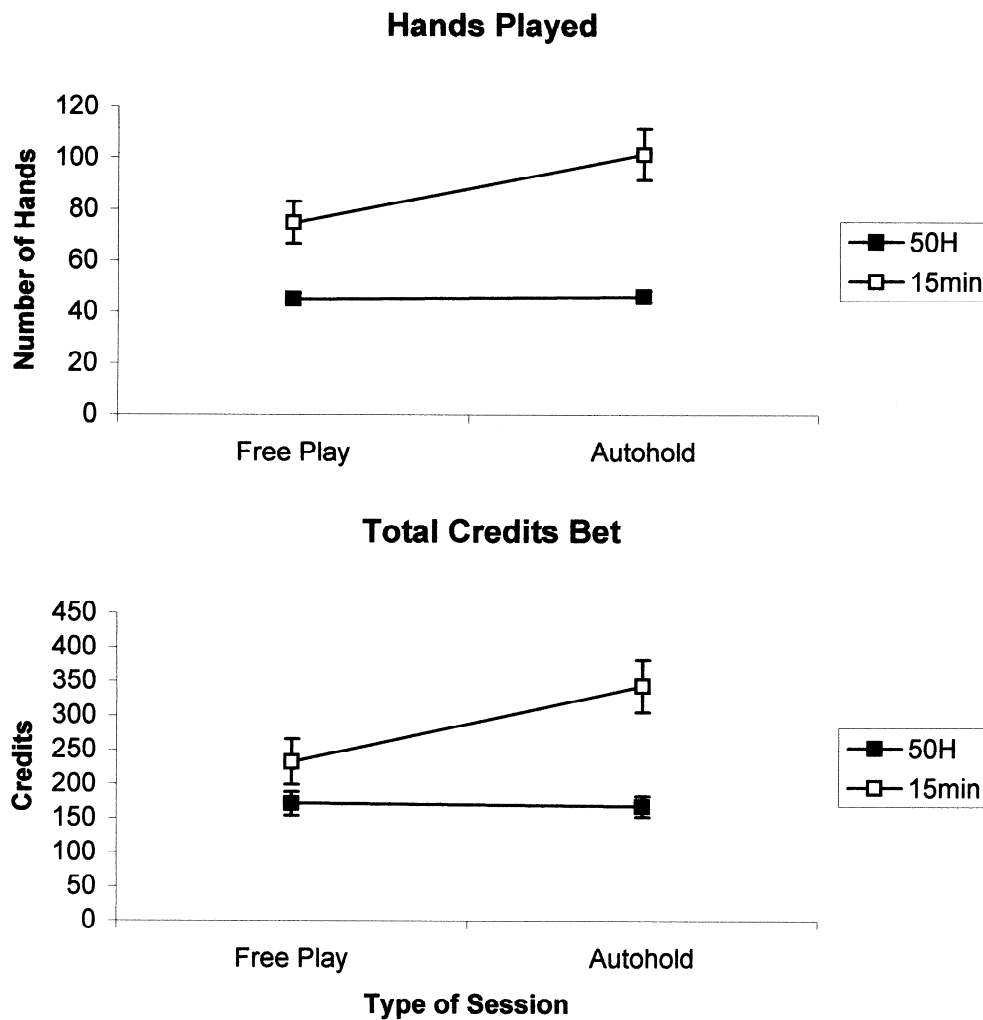 Hands Played
Number of Hands
120
100
80
60
40
20
0
Free Play Autohold
50H
15min
Total Credits Bet
Credits
450
400
350
300
250
200
150
100
50
0
Free Play Autohold
50H
15min
Type of Session